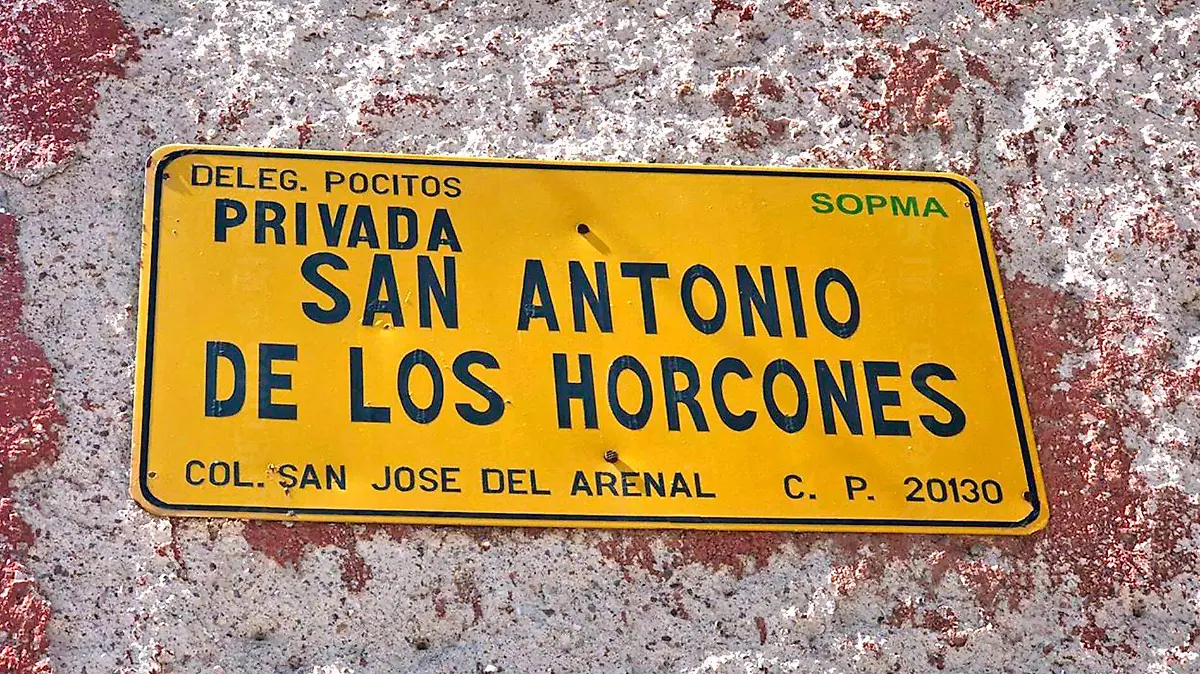 DELEG. POCITOS
SOPMA
PRIVADA
SAN ANTONIO
DE LOS HORCONES
COL. SAN JOSE DEL ARENAL C. P. 20130